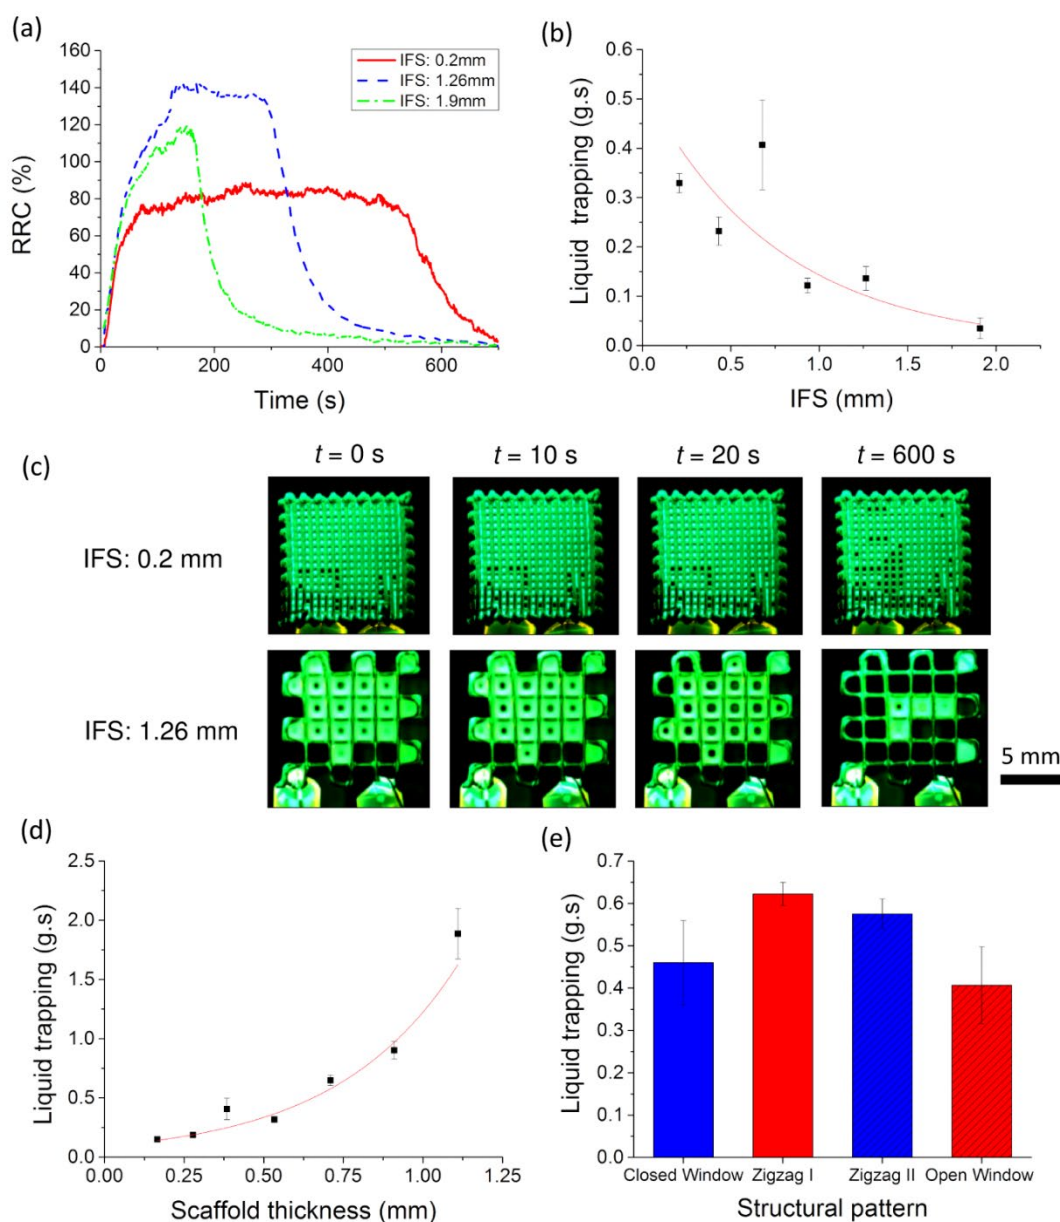 (a)
160
140
120
100
80
60
40
20
0
RRC (%)
IFS: 0.2mm
IFS: 1.26mm
IFS: 1.9mm
0 200 400 600
Time (s)
(b)
0.6
0.5
0.4
0.3
0.2
0.1
0.0
Liquid trapping (g.s)
0.0 0.5 1.0 1.5 2.0
IFS (mm)
(c)
t = 0 s t = 10 s t = 20 s t = 600 s
IFS: 0.2 mm
IFS: 1.26 mm
5 mm
(d)
2.5
2.0
1.5
1.0
0.5
0.0
Liquid trapping (g.s)
0.00 0.25 0.50 0.75 1.00 1.25
Scaffold thickness (mm)
(e)
0.7
0.6
0.5
0.4
0.3
0.2
0.1
0.0
Liquid trapping (g.s)
Closed Window Zigzag I Zigzag II Open Window
Structural pattern